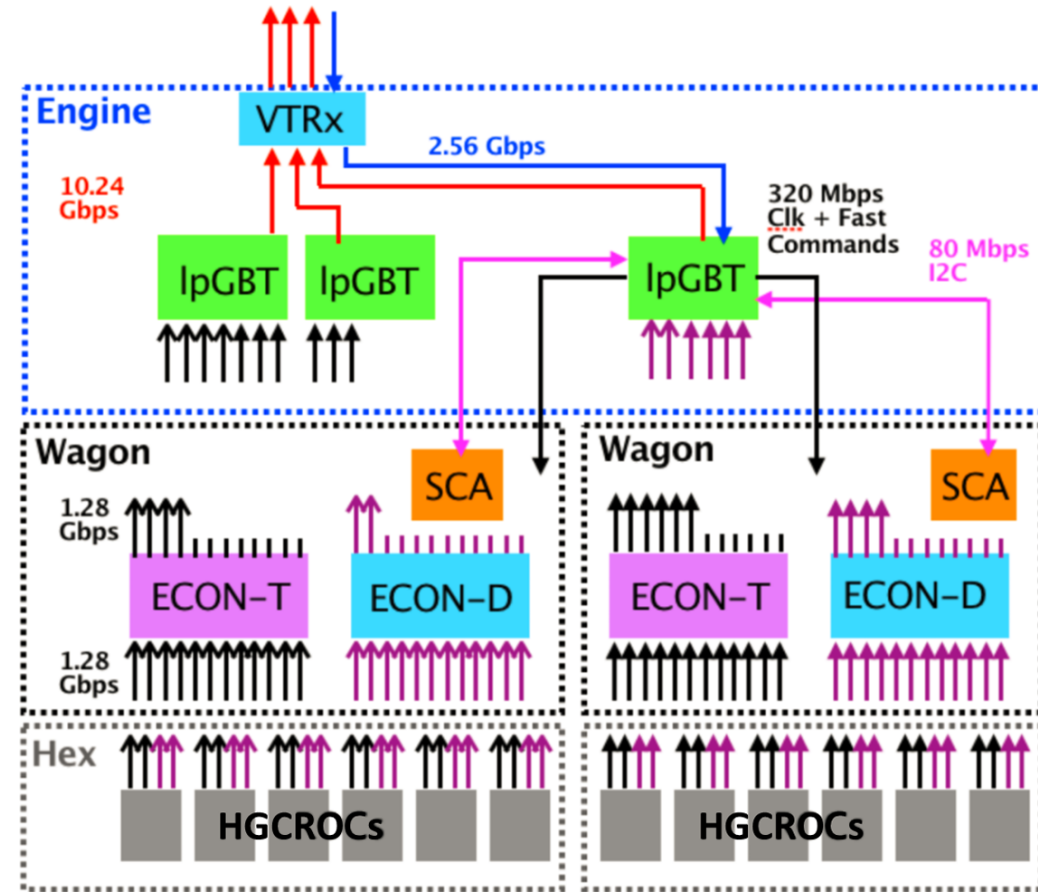 Engine
VTRx
2.56 Gbps
10.24
Gbps
320 Mbps
Clk + Fast
Commands
80 Mbps
I2C
lpGBT
lpGBT
lpGBT
Wagon
Wagon
SCA
SCA
1.28
Gbps
ECON–T
ECON–D
ECON–T
ECON–D
1.28
Gbps
Hex
HGCROCs
HGCROCs